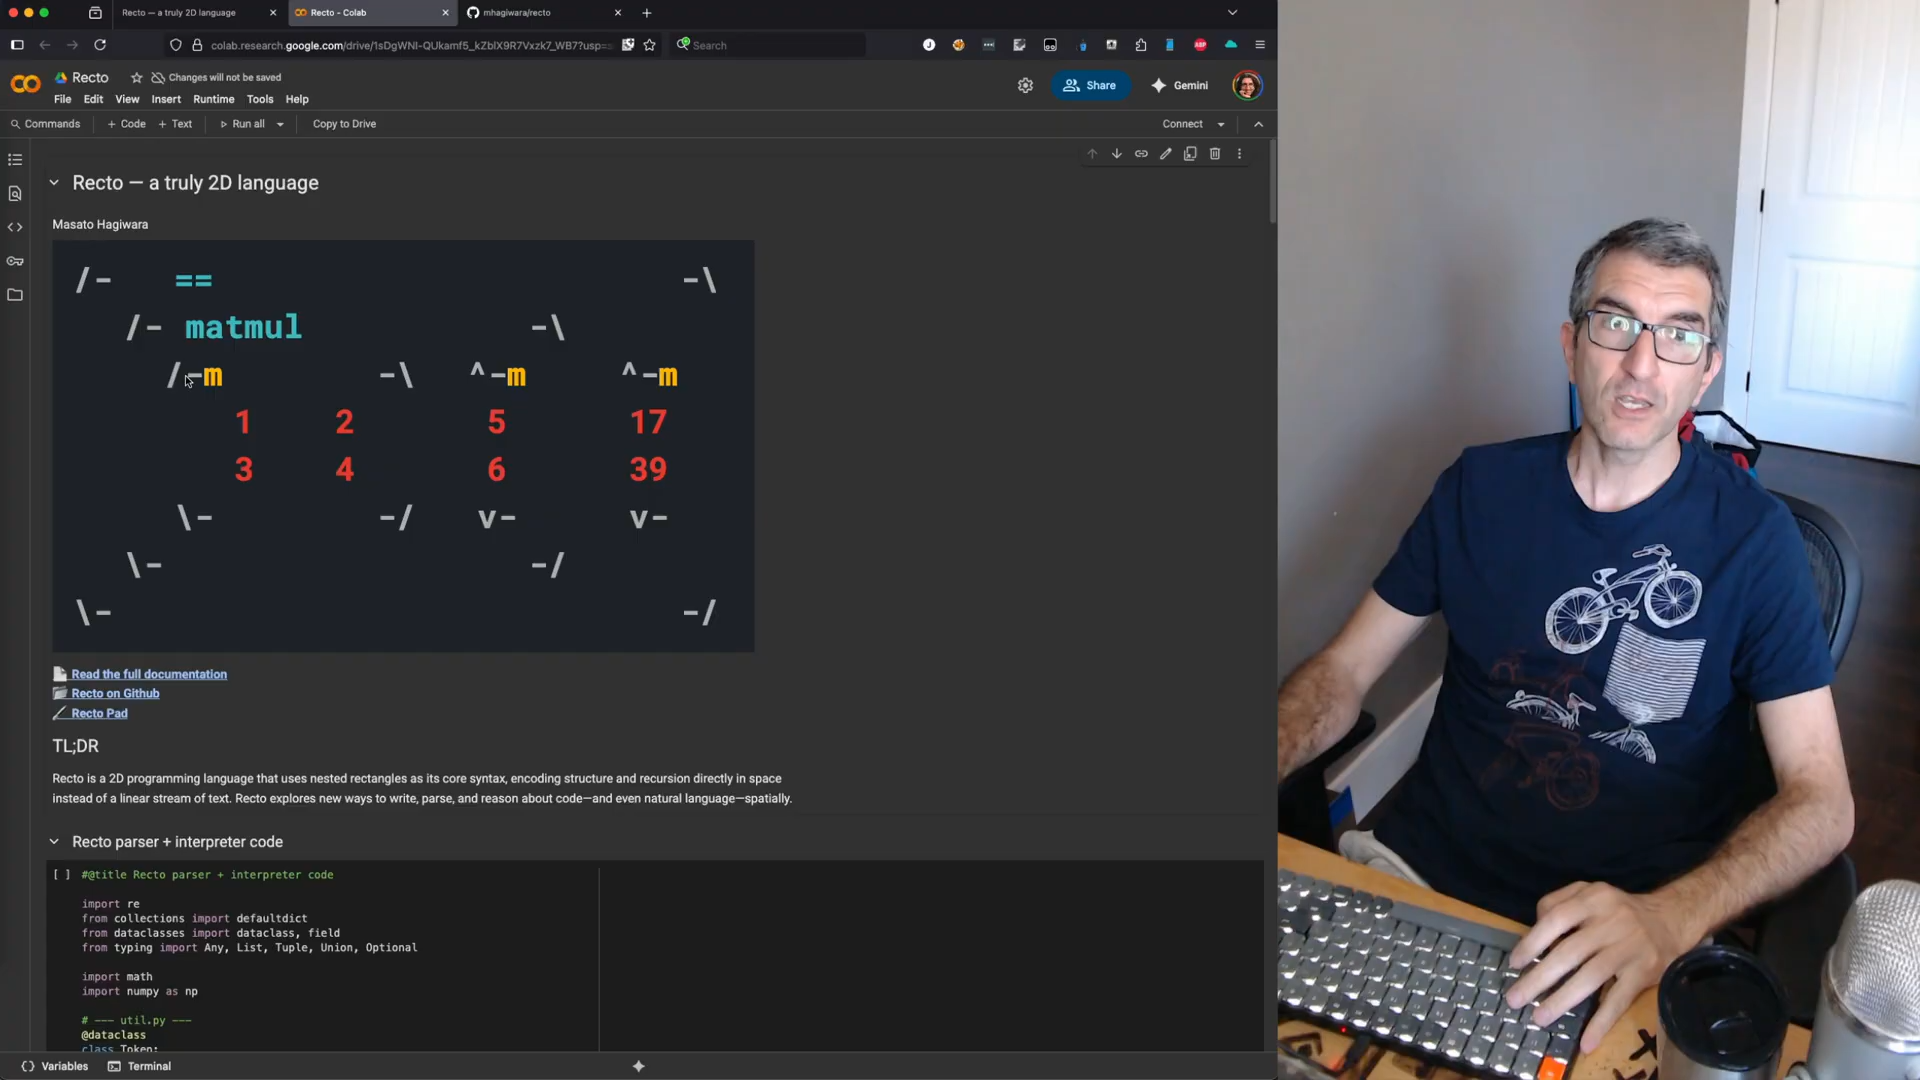 Recto — a truly 2D language
Recto - Colab
mhagiwara/recto
colab.research.google.com/drive/1sDgWNI-QUkamf5_kZblX9R7Vxzk7_WB7?usp=s
Search
Recto
Changes will not be saved
File Edit View Insert Runtime Tools Help
Share
Gemini
Commands + Code + Text Run all Copy to Drive
Connect
Recto — a truly 2D language
Masato Hagiwara
/- == -\
/- matmul -\
/-m -\ ^-m ^-m
1 2 5 17
3 4 6 39
\- -/ v- v-
\- -/
\- -/
Read the full documentation
Recto on Github
Recto Pad
TL;DR
Recto is a 2D programming language that uses nested rectangles as its core syntax, encoding structure and recursion directly in space
instead of a linear stream of text. Recto explores new ways to write, parse, and reason about code—and even natural language—spatially.
Recto parser + interpreter code
[ ] #@title Recto parser + interpreter code
import re
from collections import defaultdict
from dataclasses import dataclass, field
from typing import Any, List, Tuple, Union, Optional
import math
import numpy as np
# --- util.py ---
@dataclass
class Token:
Variables Terminal